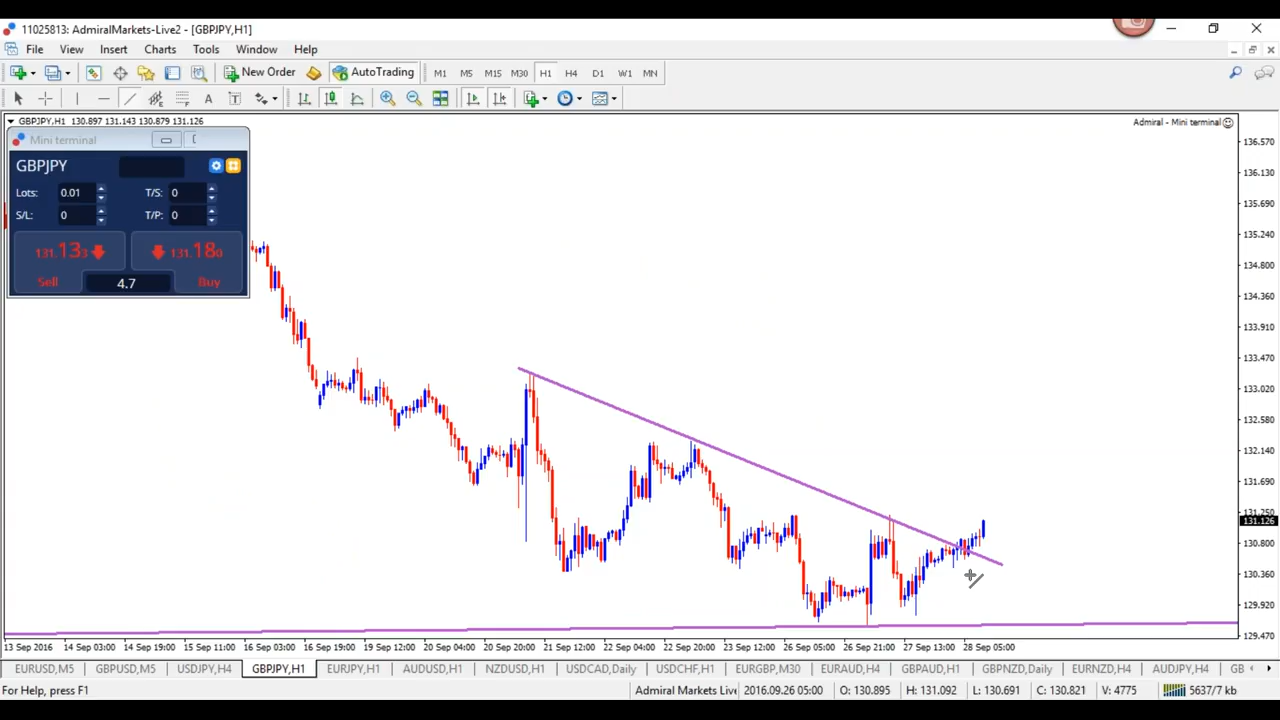 11025813: AdmiralMarkets-Live2 - [GBPJPY,H1]
File View Insert Charts Tools Window Help
New Order AutoTrading M1 M5 M15 M30 H1 H4 D1 W1 MN
A T
GBPJPY,H1 130.897 131.143 130.879 131.126
Admiral - Mini terminal
Mini terminal
GBPJPY
Lots: 0.01 T/S: 0
S/L: 0 T/P: 0
131.133 131.180
Sell 4.7 Buy
136.570
136.130
135.690
135.240
134.800
134.360
133.910
133.470
133.020
132.580
132.140
131.690
131.250
131.126
130.800
130.360
129.920
129.470
13 Sep 2016 14 Sep 03:00 14 Sep 19:00 15 Sep 11:00 16 Sep 03:00 16 Sep 19:00 19 Sep 12:00 20 Sep 04:00 20 Sep 20:00 21 Sep 12:00 22 Sep 04:00 22 Sep 20:00 23 Sep 12:00 26 Sep 05:00 26 Sep 21:00 27 Sep 13:00 28 Sep 05:00
EURUSD,M5 GBPUSD,M5 USDJPY,H4 GBPJPY,H1 EURJPY,H1 AUDUSD,H1 NZDUSD,H1 USDCAD,Daily USDCHF,H1 EURGBP,M30 EURAUD,H4 GBPAUD,H1 GBPNZD,Daily EURNZD,H4 AUDJPY,H4 GB
For Help, press F1 Admiral Markets Live 2016.09.26 05:00 O: 130.895 H: 131.092 L: 130.691 C: 130.821 V: 4775 5637/7 kb